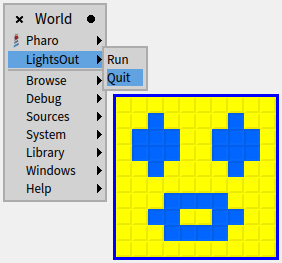 World
Pharo
LightsOut
Run
Quit
Browse
Debug
Sources
System
Library
Windows
Help